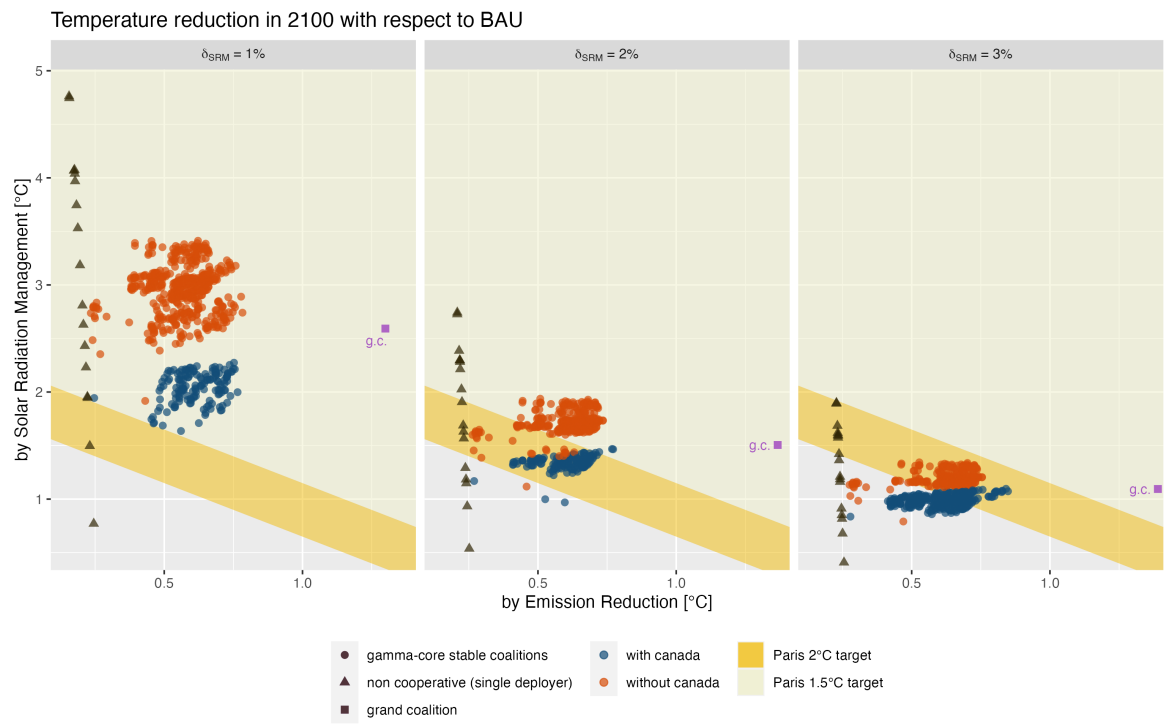 Temperature reduction in 2100 with respect to BAU
δSRM = 1%
δSRM = 2%
δSRM = 3%
by Solar Radiation Management [°C]
5
4
3
2
1
g.c.
g.c.
g.c.
0.5
1.0
0.5
1.0
0.5
1.0
by Emission Reduction [°C]
gamma-core stable coalitions
non cooperative (single deployer)
grand coalition
with canada
without canada
Paris 2°C target
Paris 1.5°C target